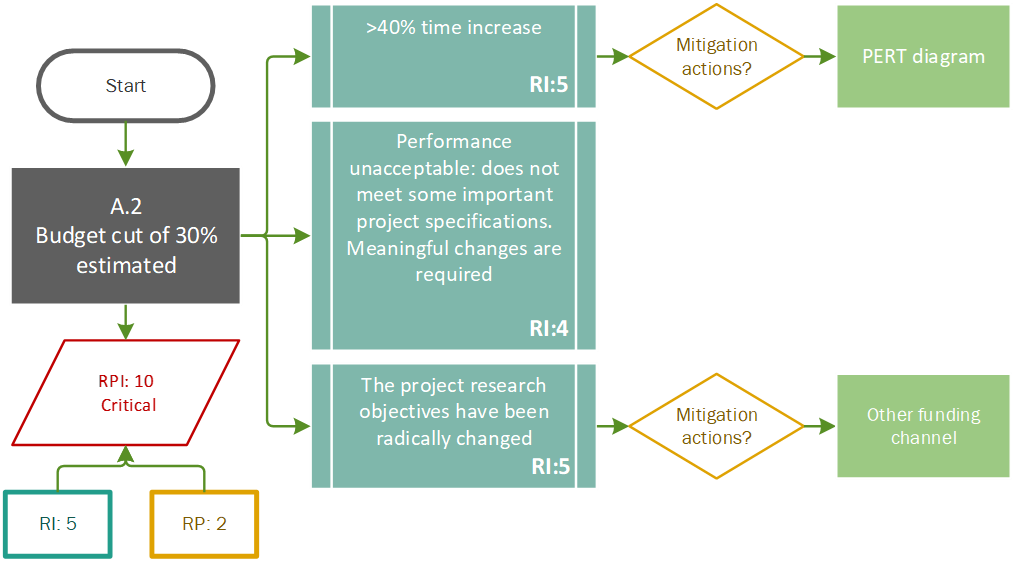 Start
A.2
Budget cut of 30%
estimated
RPI: 10
Critical
RI: 5
RP: 2
>40% time increase
RI:5
Mitigation
actions?
PERT diagram
Performance
unacceptable: does not
meet some important
project specifications.
Meaningful changes are
required
RI:4
The project research
objectives have been
radically changed
RI:5
Mitigation
actions?
Other funding
channel